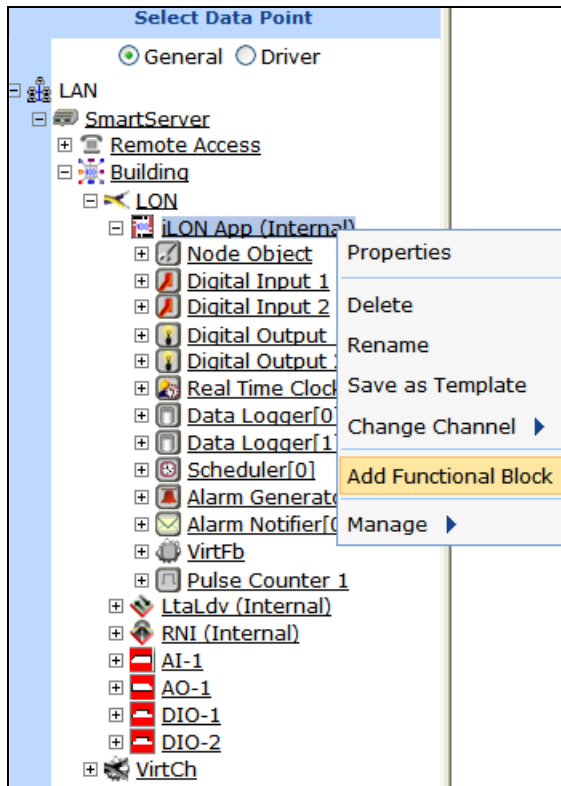 Select Data Point
General Driver
LAN
SmartServer
Remote Access
Building
LON
iLON App (Internal)
Node Object
Digital Input 1
Digital Input 2
Digital Output
Digital Output
Real Time Clock
Data Logger[0]
Data Logger[1]
Scheduler[0]
Alarm Generato
Alarm Notifier[0
VirtFb
Pulse Counter 1
LtaLdv (Internal)
RNI (Internal)
AI-1
AO-1
DIO-1
DIO-2
VirtCh
Properties
Delete
Rename
Save as Template
Change Channel
Add Functional Block
Manage